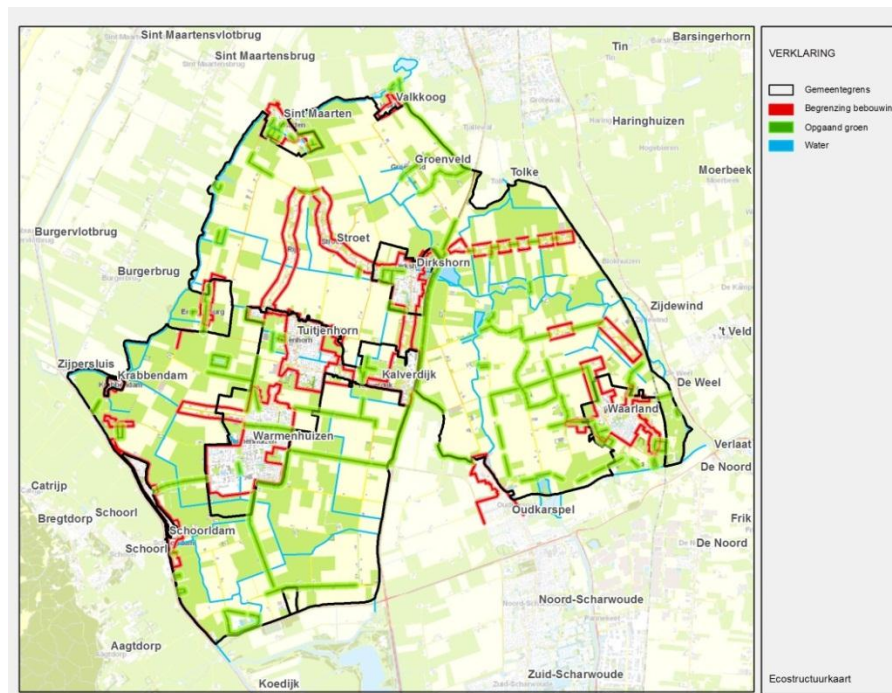 Sint Maartensvlotbrug
Barsingerhorn
Tin
Sint Maartensbrug
Valkkoog
Sint Maarten
Haringhuizen
Groenveld
Tolke
Moerbeek
Burgervlotbrug
Stroet
Dirkshorn
Burgerbrug
Zijdewind
Tuitjenhorn
't Veld
Zijpersluis
Kalverdijk
Krabbendam
De Weel
Waarland
Warmenhuizen
Verlaat
De Noord
Catrijp
Oudkarspel
Schoorl
Bregtdorp
Frik
Schoorldam
Schoorl
De Noord
Noord-Scharwoude
Aagtdorp
Zuid-Scharwoude
Koedijk
VERKLARING
Gemeentegrens
Begrenzing bebouwin
Opgaand groen
Water
Ecostructuurkaart